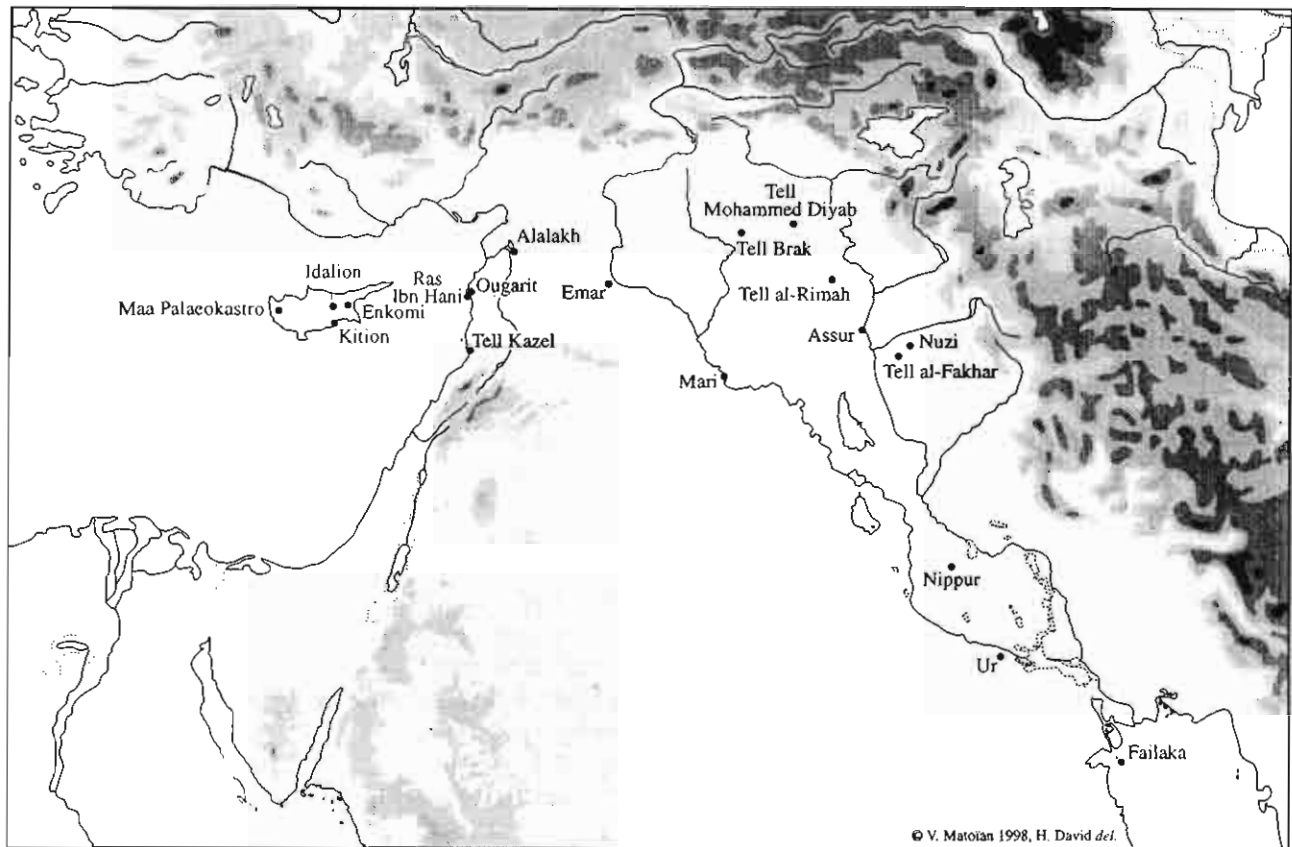 Tell
Mohammed Diyab
Tell Brak
Alalakh
Idalion
Ras
Ibn Hani
Ougarit
Emar
Tell al-Rimah
Maa Palaeokastro
Enkomi
Kition
Assur
Nuzi
Tell Kazel
Tell al-Fakhar
Mari
Nippur
Ur
Failaka
© V. Matoïan 1998, H. David del.